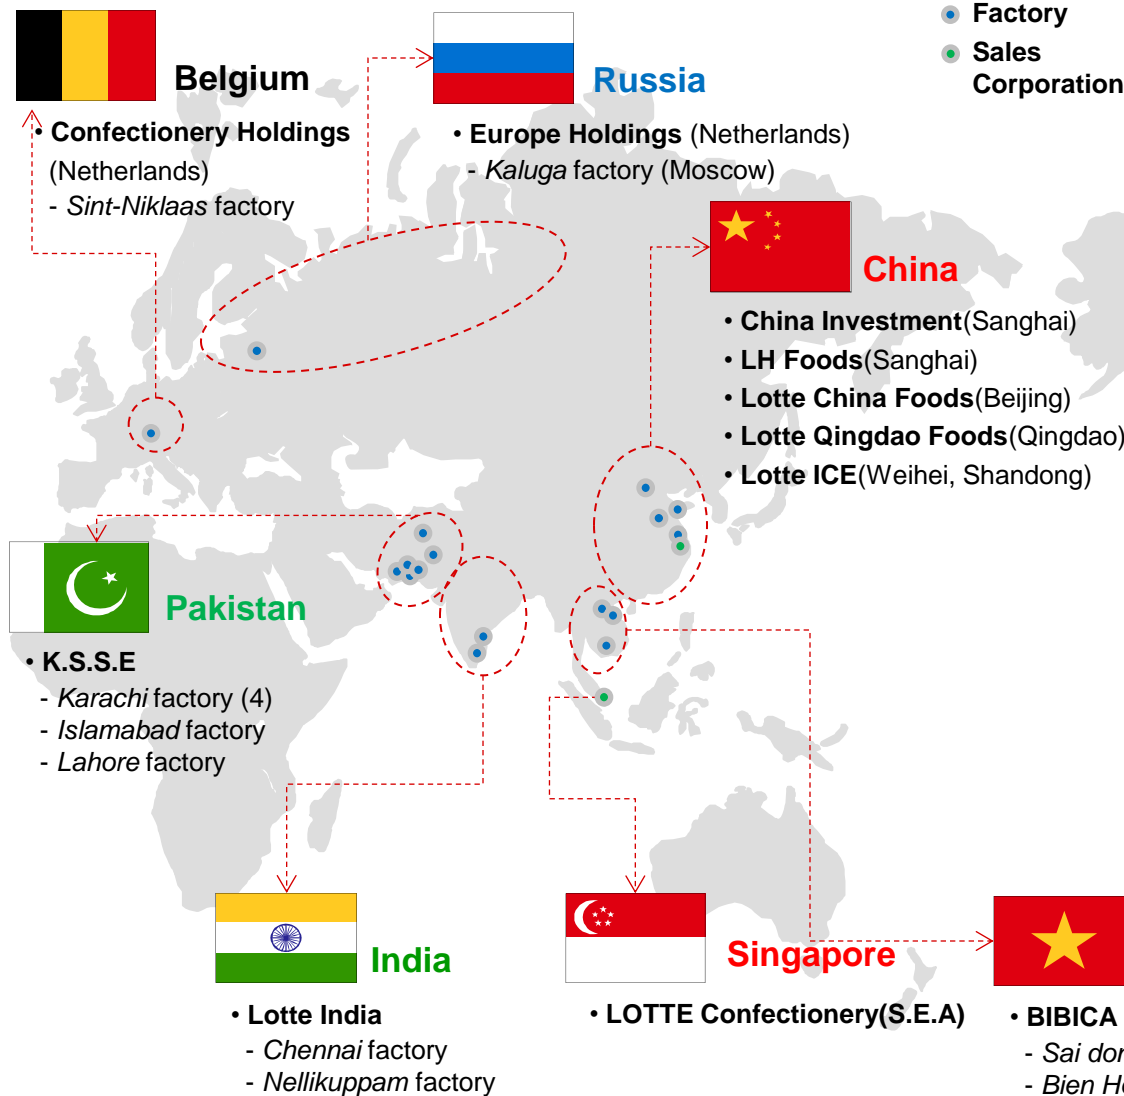 Factory
Sales
Corporation
Belgium
• Confectionery Holdings
(Netherlands)
- Sint-Niklaas factory
Russia
• Europe Holdings (Netherlands)
- Kaluga factory (Moscow)
China
• China Investment(Sanghai)
• LH Foods(Sanghai)
• Lotte China Foods(Beijing)
• Lotte Qingdao Foods(Qingdao)
• Lotte ICE(Weihei, Shandong)
Pakistan
• K.S.S.E
- Karachi factory (4)
- Islamabad factory
- Lahore factory
India
• Lotte India
- Chennai factory
- Nellikuppam factory
Singapore
• LOTTE Confectionery(S.E.A)
• BIBICA
- Sai
- Bien